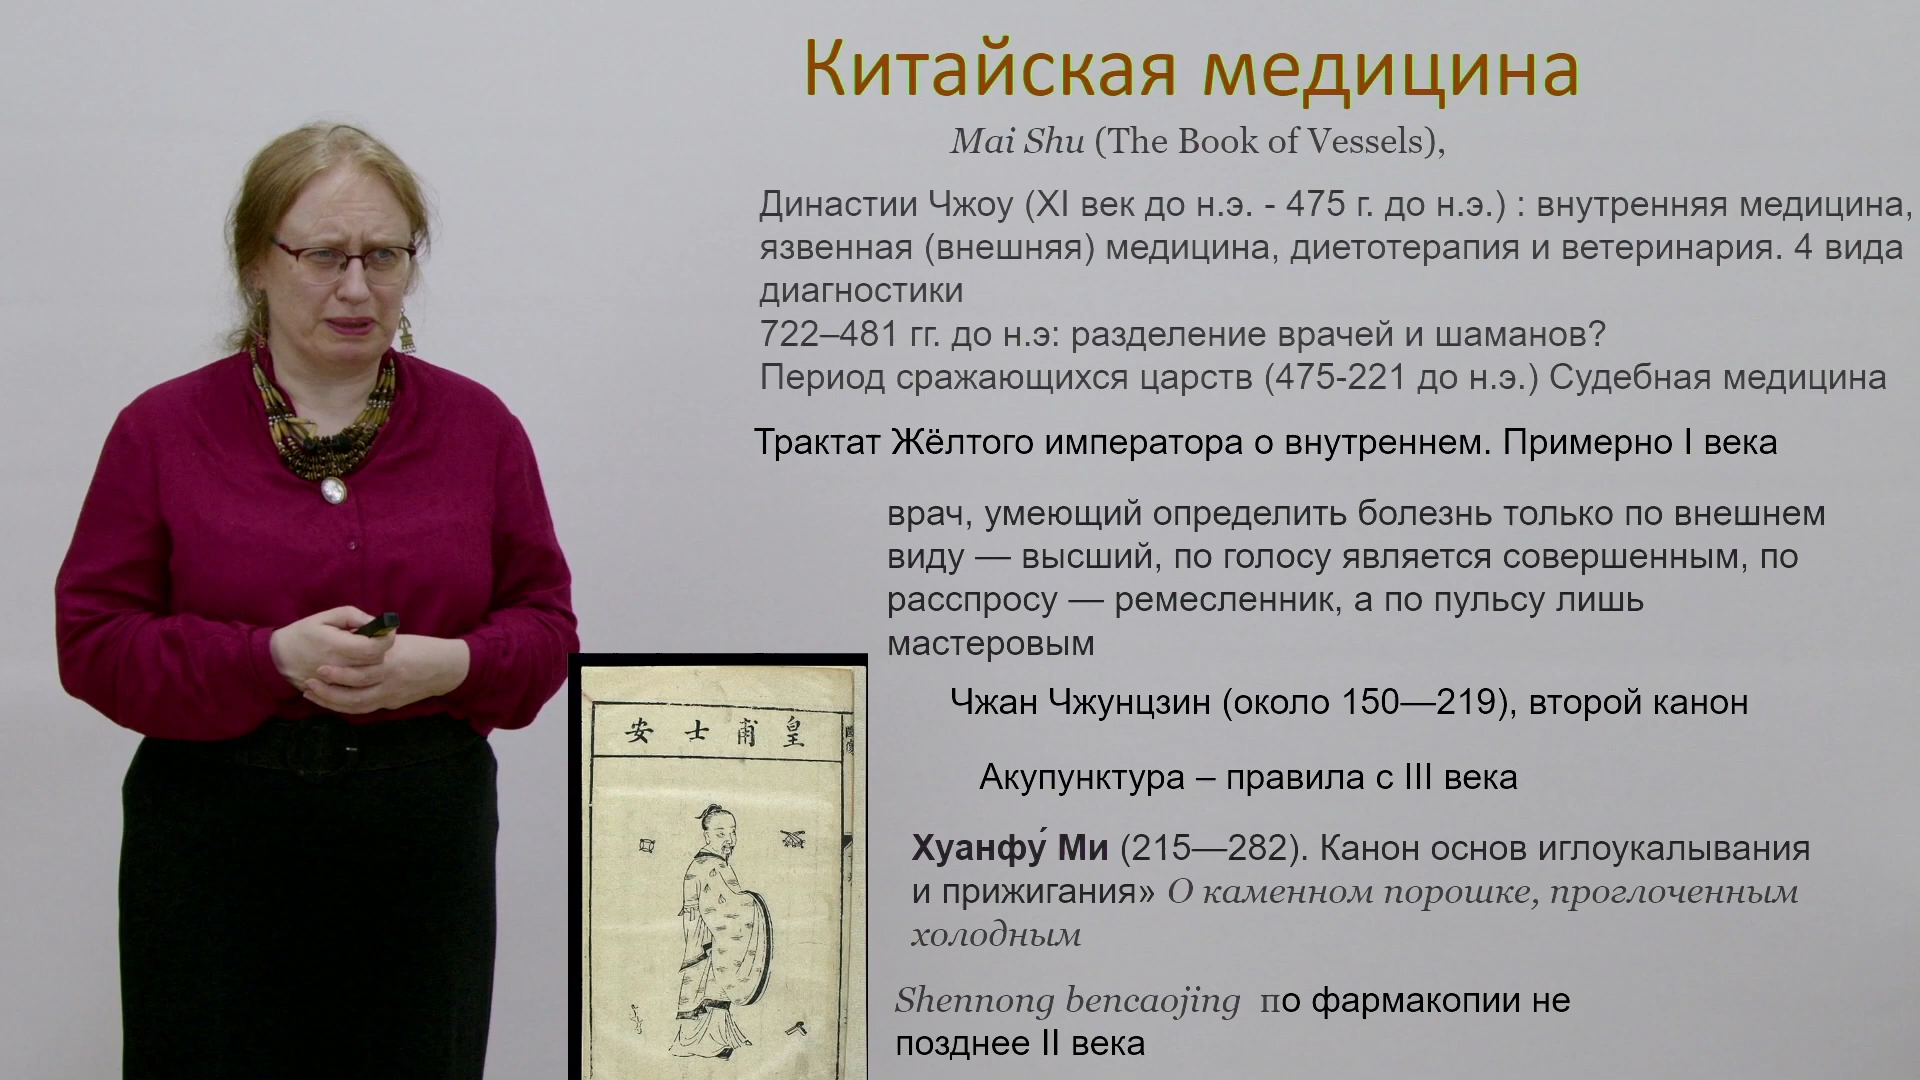 Китайская медицина
Mai Shu (The Book of Vessels),
Династии Чжоу (XI век до н.э. - 475 г. до н.э.) : внутренняя медицина,
язвенная (внешняя) медицина, диетотерапия и ветеринария. 4 вида
диагностики
722–481 гг. до н.э: разделение врачей и шаманов?
Период сражающихся царств (475-221 до н.э.) Судебная медицина
Трактат Жёлтого императора о внутреннем. Примерно I века
врач, умеющий определить болезнь только по внешнем
виду — высший, по голосу является совершенным, по
расспросу — ремесленник, а по пульсу лишь
мастеровым
Чжан Чжунцзин (около 150—219), второй канон
Акупунктура – правила с III века
Хуанфу́ Ми (215—282). Канон основ иглоукалывания
и прижигания» О каменном порошке, проглоченным
холодным
Shennong bencaojing по фармакопии не
позднее II века
安士甫皇